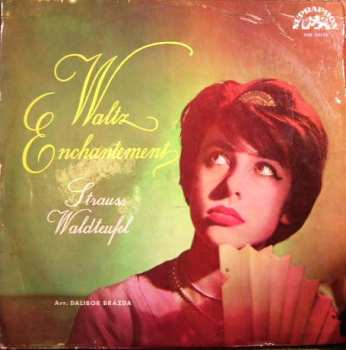 SUPRAPHON
Waltz
Enchantement
Strauss
Waldteufel
Arr: DALIBOR BRÁZDA